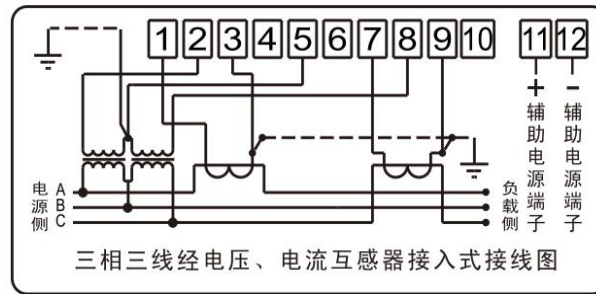 1 2 3 4 5 6 7 8 9 10 11 12
+ 辅助电源端子
− 辅助电源端子
电源侧
A
B
C
负载侧
三相三线经电压、电流互感器接入式接线图